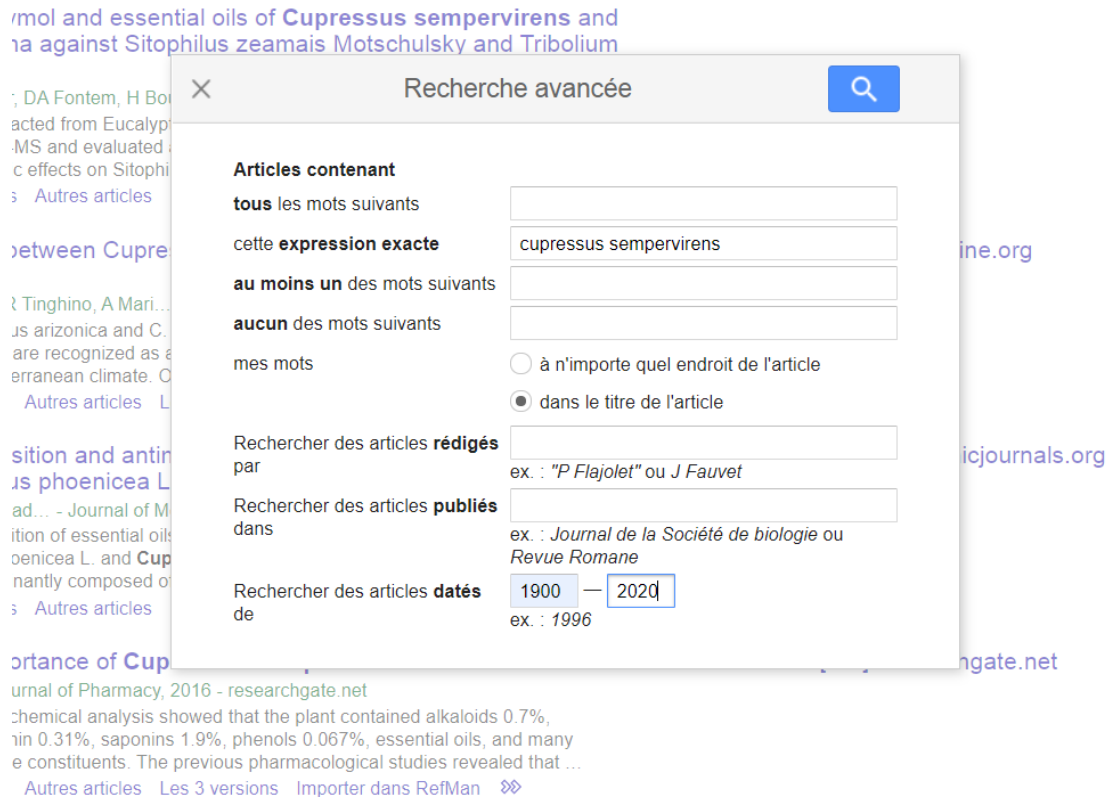 ymol and essential oils of Cupressus sempervirens and
na against Sitophilus zeamais Motschulsky and Tribolium
Recherche avancée
, DA Fontem, H Bou
acted from Eucalypt
MS and evaluated
c effects on Sitophi
s Autres articles
Articles contenant
tous les mots suivants
cette expression exacte cupressus sempervirens
between Cupre ine.org
au moins un des mots suivants
R Tinghino, A Mari...
aucun des mots suivants
us arizonica and C.
are recognized as a
erranean climate. O
mes mots à n'importe quel endroit de l'article
Autres articles L
dans le titre de l'article
Rechercher des articles rédigés
par
ex. : "P Flajolet" ou J Fauvet
sition and antin icjournals.org
us phoenicea L
ad... - Journal of M
Rechercher des articles publiés
dans
ition of essential oils
ex. : Journal de la Société de biologie ou
Revue Romane
oenicea L. and Cup
nantly composed of
Rechercher des articles datés
de
1900 — 2020
ex. : 1996
s Autres articles
ortance of Cup hgate.net
urnal of Pharmacy, 2016 - researchgate.net
chemical analysis showed that the plant contained alkaloids 0.7%,
nin 0.31%, saponins 1.9%, phenols 0.067%, essential oils, and many
e constituents. The previous pharmacological studies revealed that ...
Autres articles Les 3 versions Importer dans RefMan